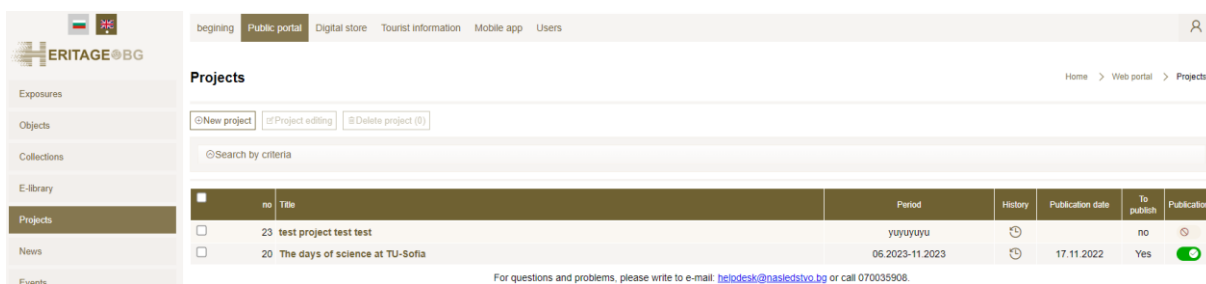 begining Public portal Digital store Tourist information Mobile app Users
ERITAGE BG
Projects
Home > Web portal > Projects
Exposures
Objects
Collections
E-library
Projects
News
Events
New project Project editing Delete project (0)
Search by criteria
no Title Period History Publication date To publish Publication
23 test project test test yuyuyuyu no
20 The days of science at TU-Sofia 06.2023-11.2023 17.11.2022 Yes
For questions and problems, please write to e-mail: helpdesk@nasledstvo.bg or call 070035908.